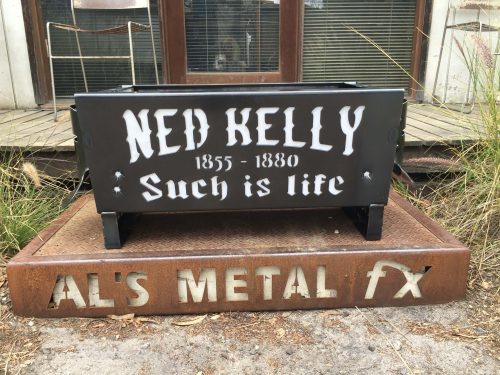 NED KELLY
1855 - 1880
Such is life
AL'S METAL fx